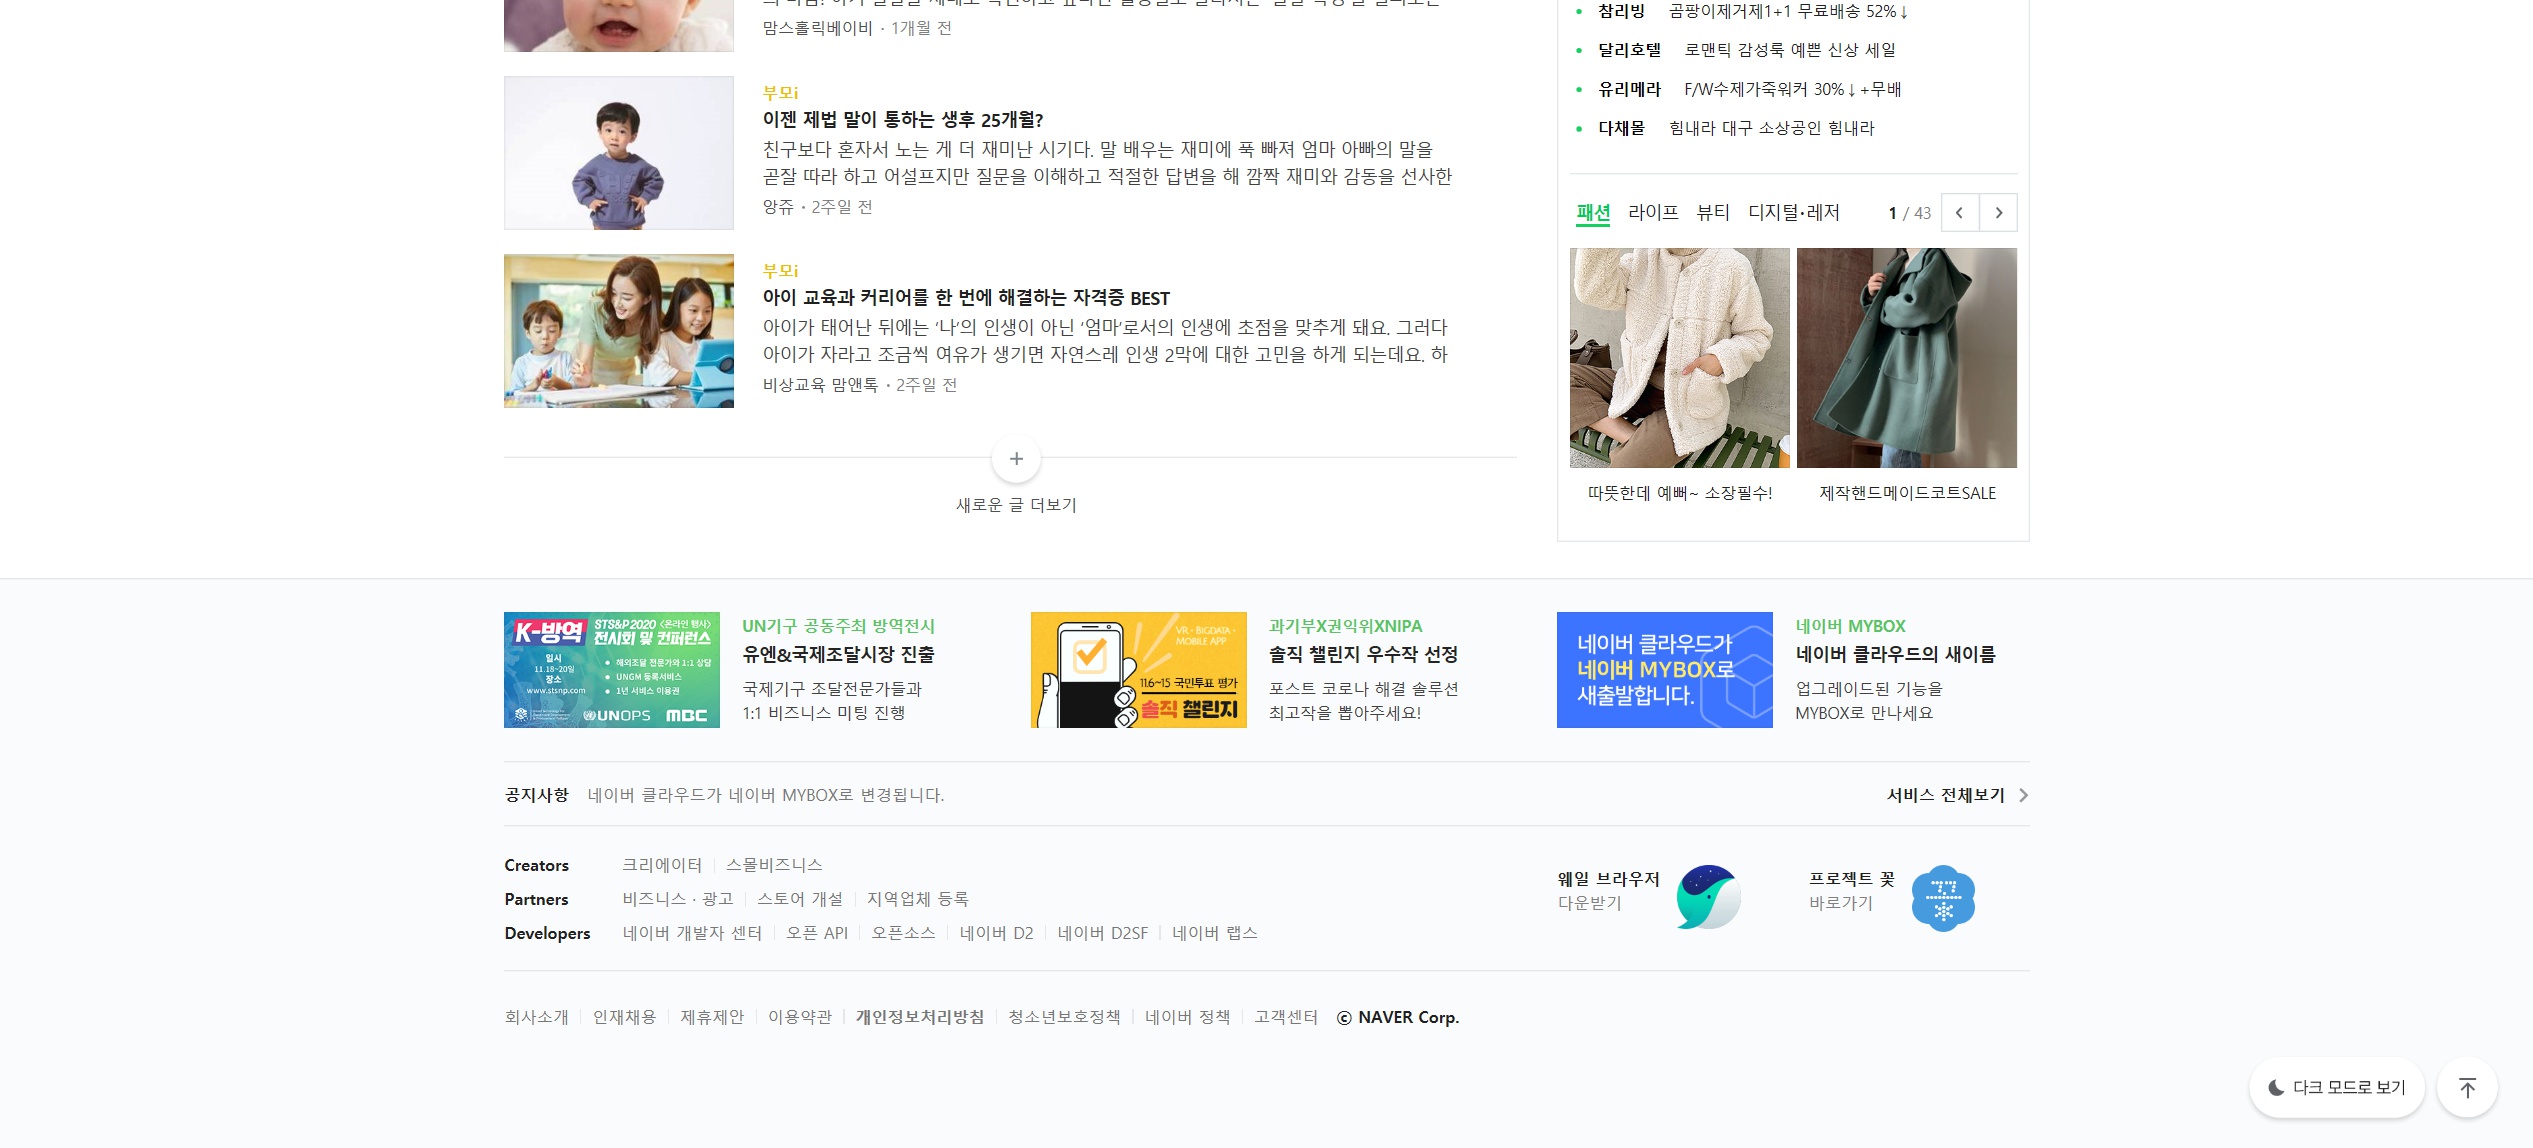 맘스홀릭베이비 · 1개월 전
부모i
이젠 제법 말이 통하는 생후 25개월?
친구보다 혼자서 노는 게 더 재미난 시기다. 말 배우는 재미에 푹 빠져 엄마 아빠의 말을
곧잘 따라 하고 어설프지만 질문을 이해하고 적절한 답변을 해 깜짝 재미와 감동을 선사한
앙쥬 · 2주일 전
부모i
아이 교육과 커리어를 한 번에 해결하는 자격증 BEST
아이가 태어난 뒤에는 ‘나’의 인생이 아닌 ‘엄마’로서의 인생에 초점을 맞추게 돼요. 그러다
아이가 자라고 조금씩 여유가 생기면 자연스레 인생 2막에 대한 고민을 하게 되는데요. 하
비상교육 맘앤톡 · 2주일 전
새로운 글 더보기
참리빙 곰팡이제거제1+1 무료배송 52%↓
달리호텔 로맨틱 감성룩 예쁜 신상 세일
유리메라 F/W수제가죽워커 30%↓+무배
다채몰 힘내라 대구 소상공인 힘내라
패션 라이프 뷰티 디지털·레저 1 / 43
따뜻한데 예뻐~ 소장필수! 제작핸드메이드코트SALE
K-방역 STS&P2020 <온라인 행사>
전시회 및 컨퍼런스
일시
11.18~20일
장소
www.stsnp.com
해외조달 전문가와 1:1 상담
UNGM 등록서비스
1년 서비스 이용권
UNOPS MBC
UN기구 공동주최 방역전시
유엔&국제조달시장 진출
국제기구 조달전문가들과
1:1 비즈니스 미팅 진행
VR · BIGDATA ·
MOBILE APP
11.6~15 국민투표 평가
솔직 챌린지
과기부X권익위XNIPA
솔직 챌린지 우수작 선정
포스트 코로나 해결 솔루션
최고작을 뽑아주세요!
네이버 클라우드가
네이버 MYBOX로
새출발합니다.
네이버 MYBOX
네이버 클라우드의 새이름
업그레이드된 기능을
MYBOX로 만나세요
공지사항 네이버 클라우드가 네이버 MYBOX로 변경됩니다. 서비스 전체보기
Creators 크리에이터 스몰비즈니스
Partners 비즈니스 · 광고 스토어 개설 지역업체 등록
Developers 네이버 개발자 센터 오픈 API 오픈소스 네이버 D2 네이버 D2SF 네이버 랩스
웨일 브라우저
다운받기
프로젝트 꽃
바로가기
회사소개 인재채용 제휴제안 이용약관 개인정보처리방침 청소년보호정책 네이버 정책 고객센터 ⓒ NAVER Corp.
다크 모드로 보기